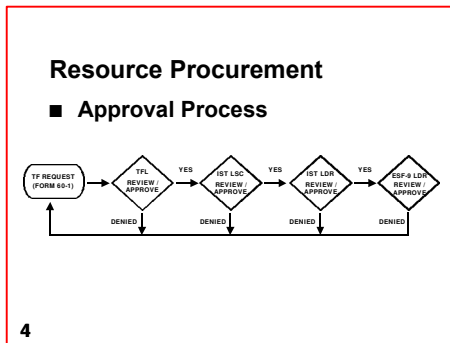 Resource Procurement
■ Approval Process
TF REQUEST
(FORM 60-1)
TFL
REVIEW /
APPROVE
YES
IST LSC
REVIEW /
APPROVE
YES
IST LDR
REVIEW /
APPROVE
YES
ESF-9 LDR
REVIEW /
APPROVE
DENIED
DENIED
DENIED
DENIED
4